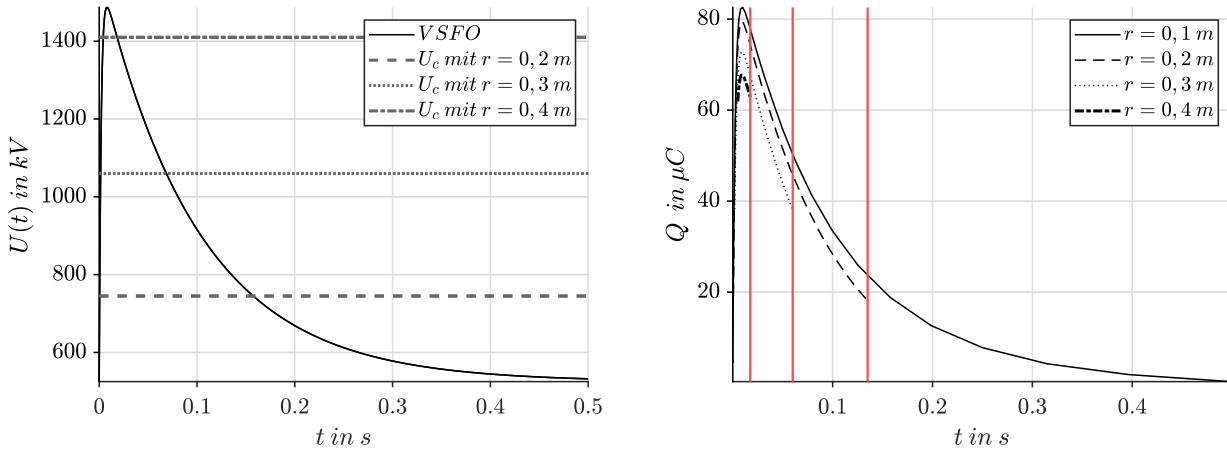 U(t) in kV
1400
1200
1000
800
600
0
0.1
0.2
0.3
0.4
0.5
t in s
VSFO
U_c mit r = 0, 2 m
U_c mit r = 0, 3 m
U_c mit r = 0, 4 m
Q in μC
80
60
40
20
0.1
0.2
0.3
0.4
t in s
r = 0, 1 m
r = 0, 2 m
r = 0, 3 m
r = 0, 4 m